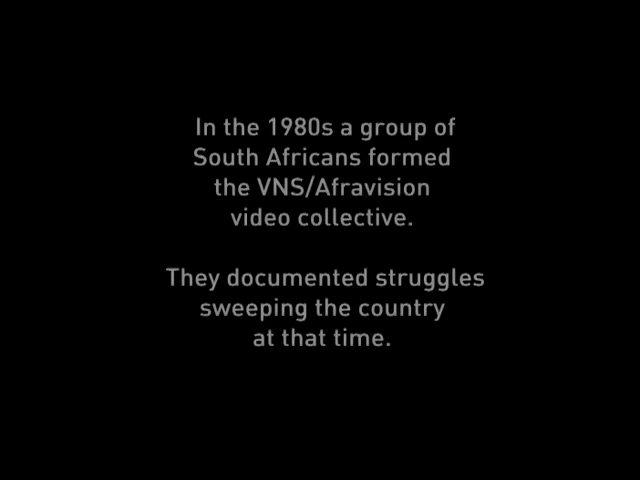 In the 1980s a group of
South Africans formed
the VNS/Afravision
video collective.
They documented struggles
sweeping the country
at that time.